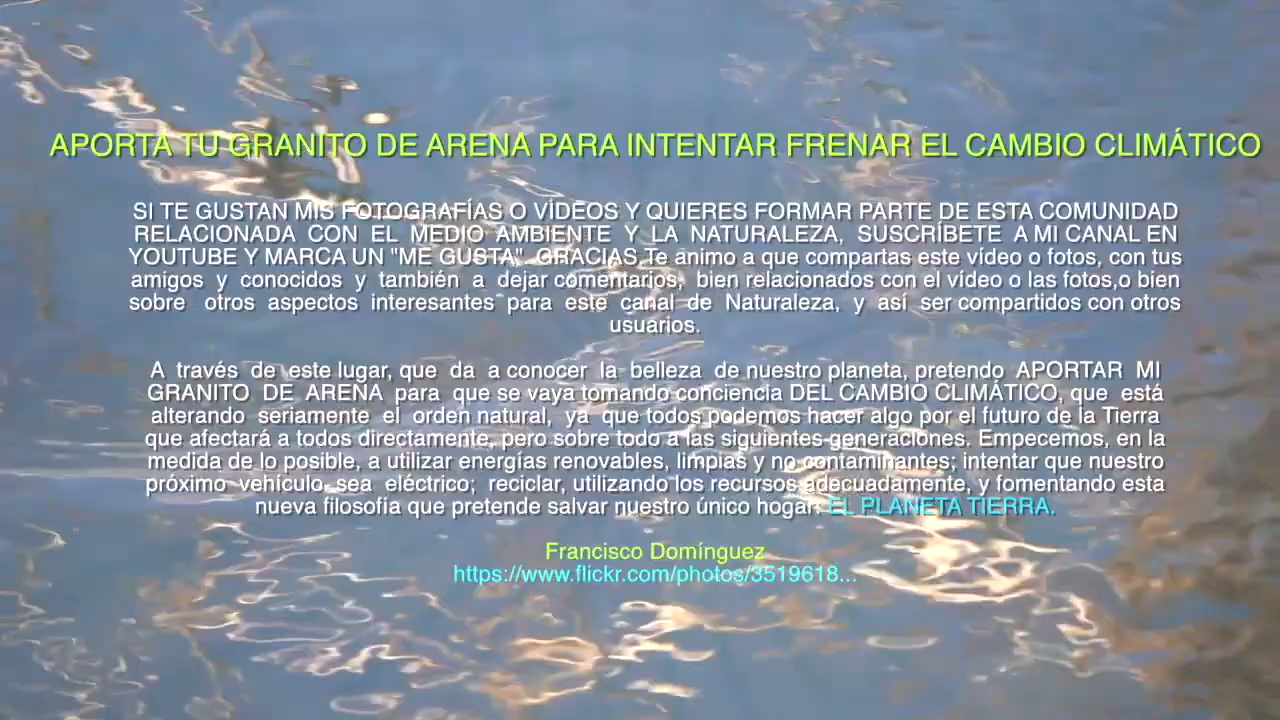 APORTA TU GRANITO DE ARENA PARA INTENTAR FRENAR EL CAMBIO CLIMÁTICO
SI TE GUSTAN MIS FOTOGRAFÍAS O VÍDEOS Y QUIERES FORMAR PARTE DE ESTA COMUNIDAD
RELACIONADA CON EL MEDIO AMBIENTE Y LA NATURALEZA, SUSCRÍBETE A MI CANAL EN
YOUTUBE Y MARCA UN "ME GUSTA". GRACIAS,Te animo a que compartas este vídeo o fotos, con tus
amigos y conocidos y también a dejar comentarios, bien relacionados con el vídeo o las fotos,o bien
sobre otros aspectos interesantes para este canal de Naturaleza, y así ser compartidos con otros
usuarios.
A través de este lugar, que da a conocer la belleza de nuestro planeta, pretendo APORTAR MI
GRANITO DE ARENA para que se vaya tomando conciencia DEL CAMBIO CLIMÁTICO, que está
alterando seriamente el orden natural, ya que todos podemos hacer algo por el futuro de la Tierra
que afectará a todos directamente, pero sobre todo a las siguientes generaciones. Empecemos, en la
medida de lo posible, a utilizar energías renovables, limpias y no contaminantes; intentar que nuestro
próximo vehículo sea eléctrico; reciclar, utilizando los recursos adecuadamente, y fomentando esta
nueva filosofía que pretende salvar nuestro único hogar: EL PLANETA TIERRA.
Francisco Domínguez
https://www.flickr.com/photos/3519618...